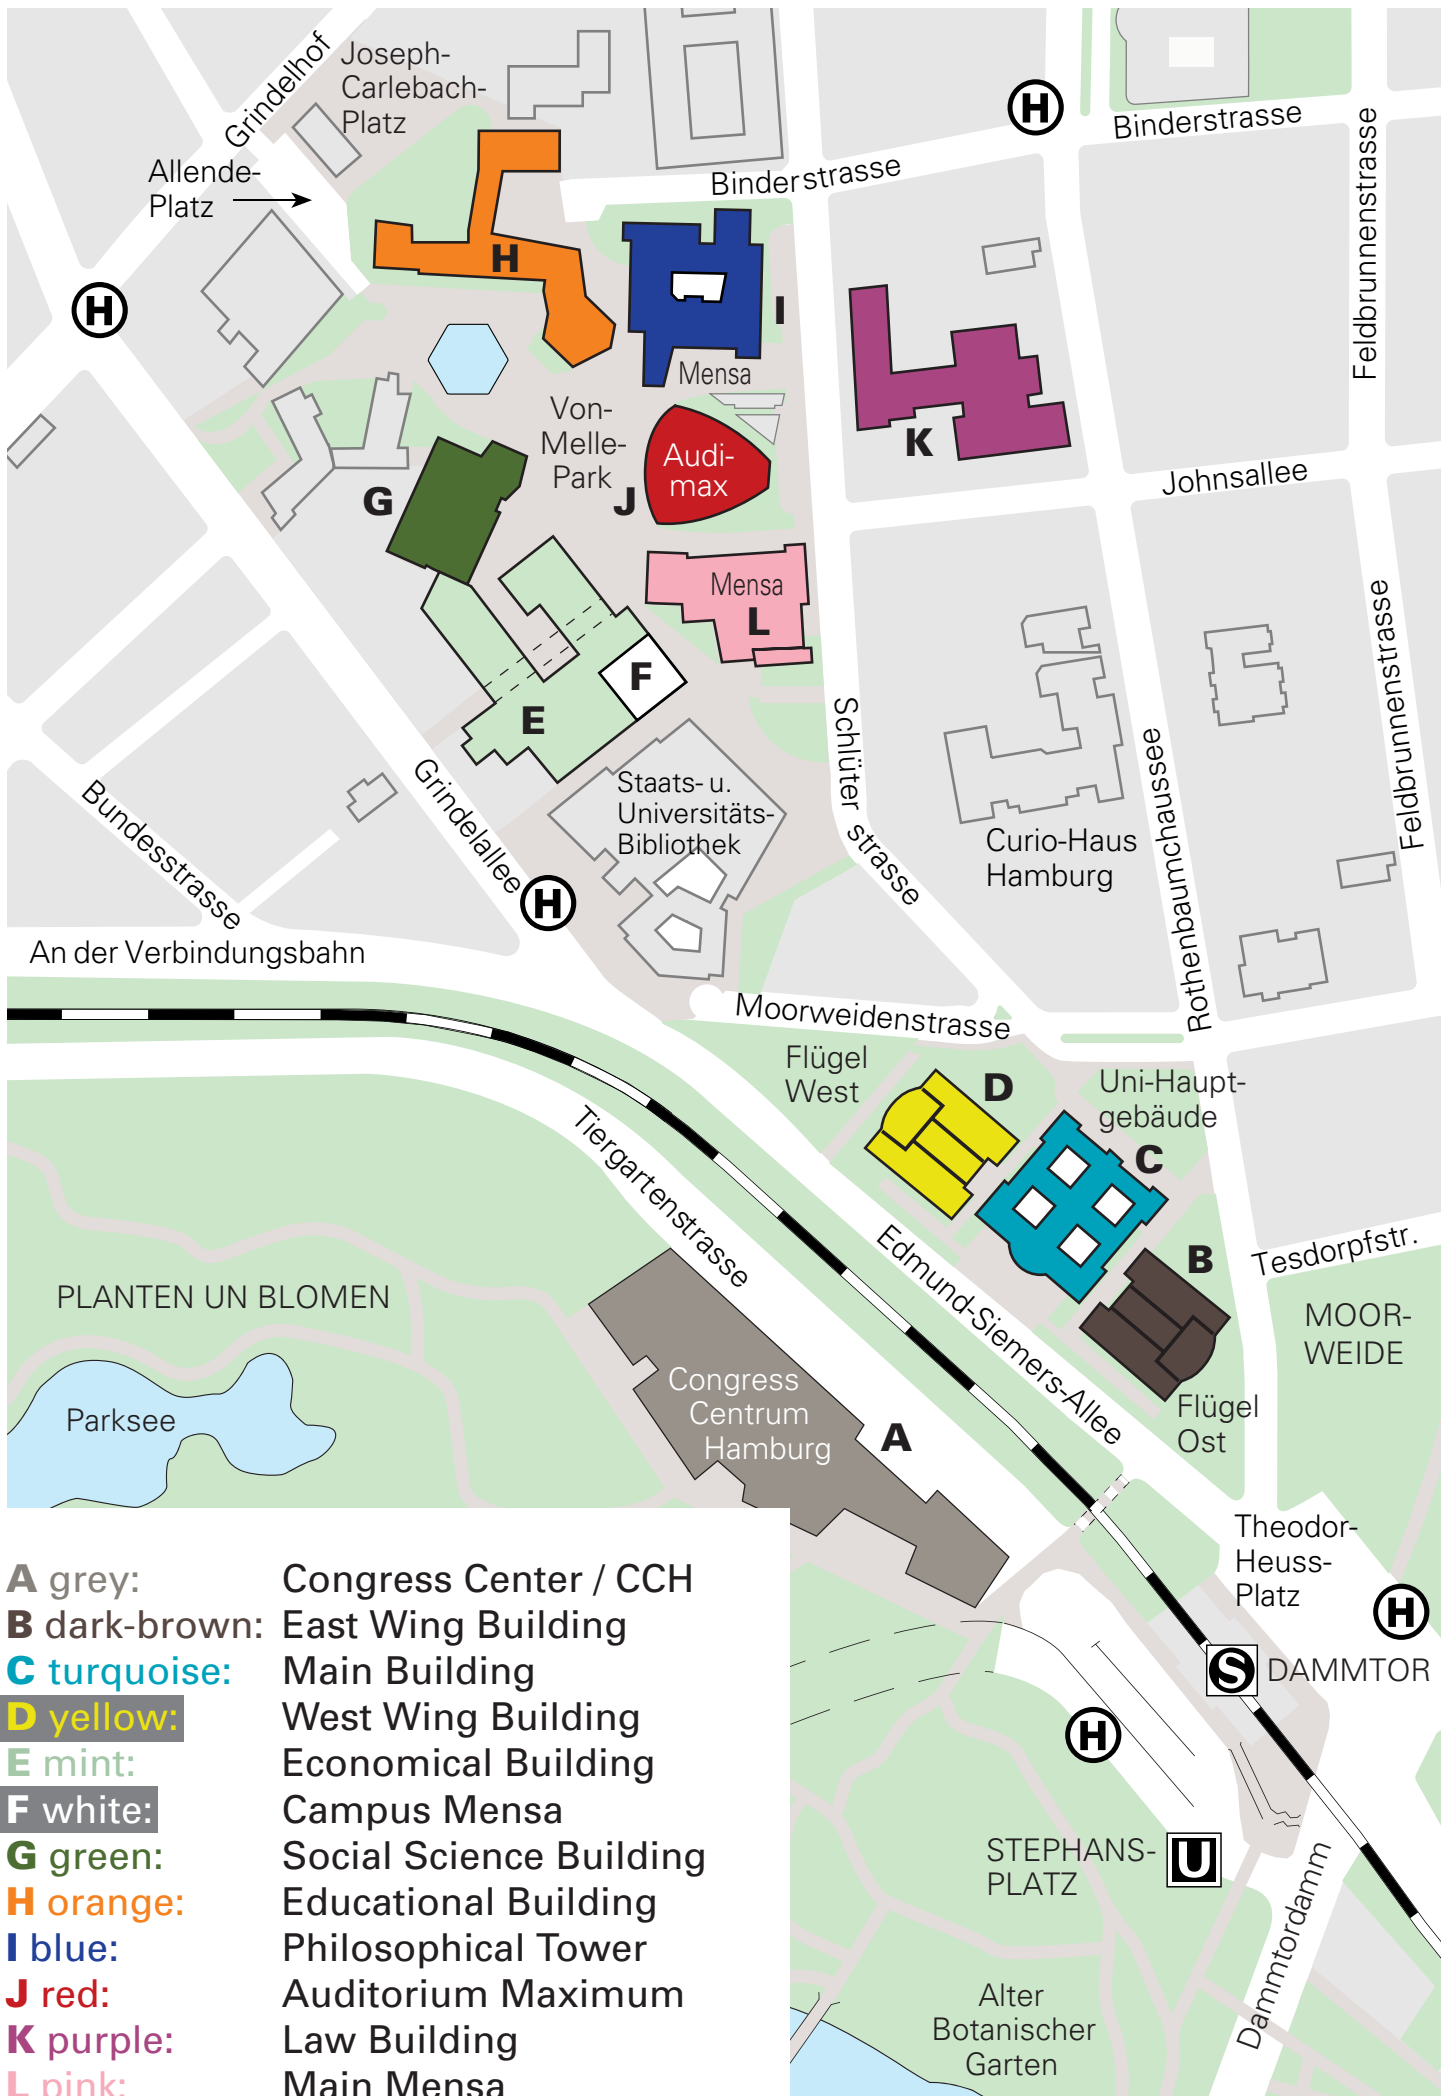 Grindelhof
Joseph-
Carlebach-
Platz
Allende-
Platz
H
Binderstrasse
Binderstrasse
Feldbrunnenstrasse
H
H
I
Mensa
Von-
Melle-
Park
Audi-
max
J
K
G
Johnsallee
Mensa
L
F
E
Feldbrunnenstrasse
Schlüter
strasse
Staats- u.
Universitäts-
Bibliothek
Curio-Haus
Hamburg
Rothenbaumchaussee
Bundesstrasse
Grindelallee
H
An der Verbindungsbahn
Moorweidenstrasse
Flügel
West
D
Uni-Haupt-
gebäude
C
Tiergartenstrasse
Edmund-Siemers-Allee
B
Tesdorpfstr.
PLANTEN UN BLOMEN
MOOR-
WEIDE
Parksee
Congress
Centrum
Hamburg
A
Flügel
Ost
Theodor-
Heuss-
Platz
H
S
DAMMTOR
H
STEPHANS-
PLATZ
U
Dammtordamm
Alter
Botanischer
Garten
A grey: Congress Center / CCH
B dark-brown: East Wing Building
C turquoise: Main Building
D yellow: West Wing Building
E mint: Economical Building
F white: Campus Mensa
G green: Social Science Building
H orange: Educational Building
I blue: Philosophical Tower
J red: Auditorium Maximum
K purple: Law Building
L pink: Main Mensa